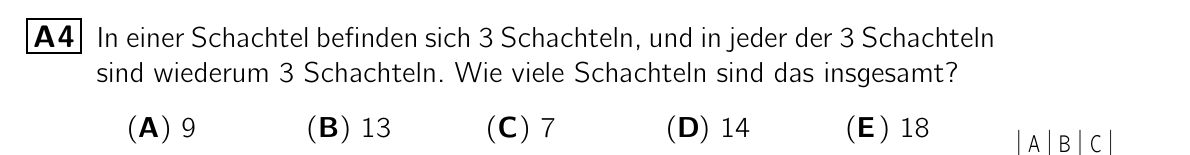 A4 In einer Schachtel befinden sich 3 Schachteln, und in jeder der 3 Schachteln
sind wiederum 3 Schachteln. Wie viele Schachteln sind das insgesamt?
(A) 9 (B) 13 (C) 7 (D) 14 (E) 18
| A | B | C |